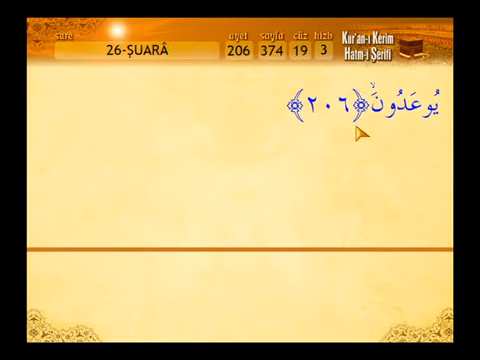 sure ayet sayfa cüz hizb
26-ŞUARÂ 206 374 19 3
Kur'an-ı Kerim
Hatm-i Şerifi
يُوعَدُونَۙ ﴿٢٠٦﴾